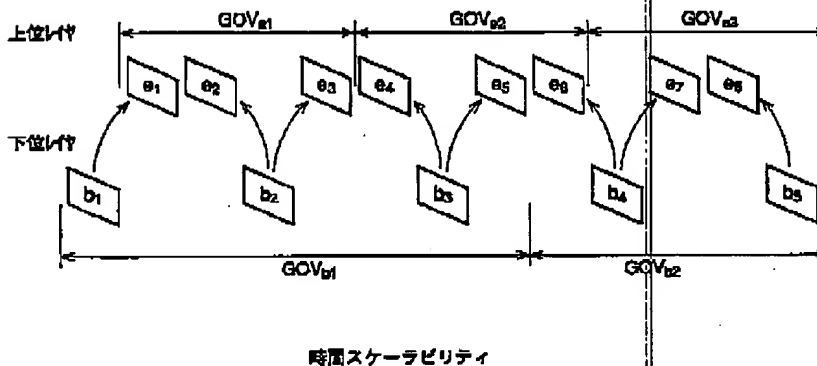 上位レイヤ
GOVe1 GOVe2 GOVe3
e1 e2 e3 e4 e5 e6 e7 e8
下位レイヤ
b1 b2 b3 b4 b5
GOVb1 GOVb2
時間スケーラビリティ